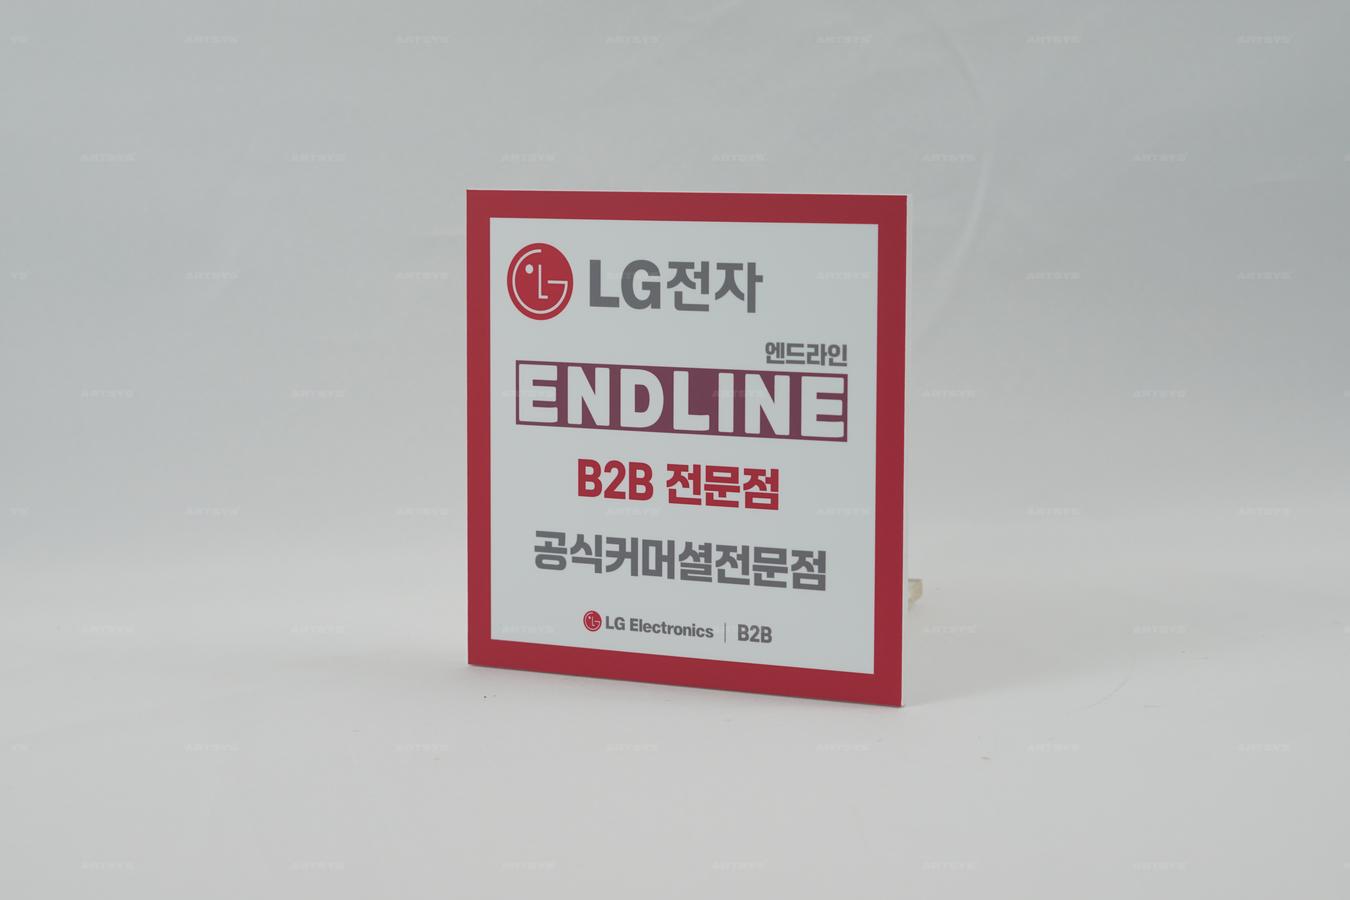 LG전자
엔드라인
ENDLINE
B2B 전문점
공식커머셜전문점
LG Electronics | B2B
ARTSYS